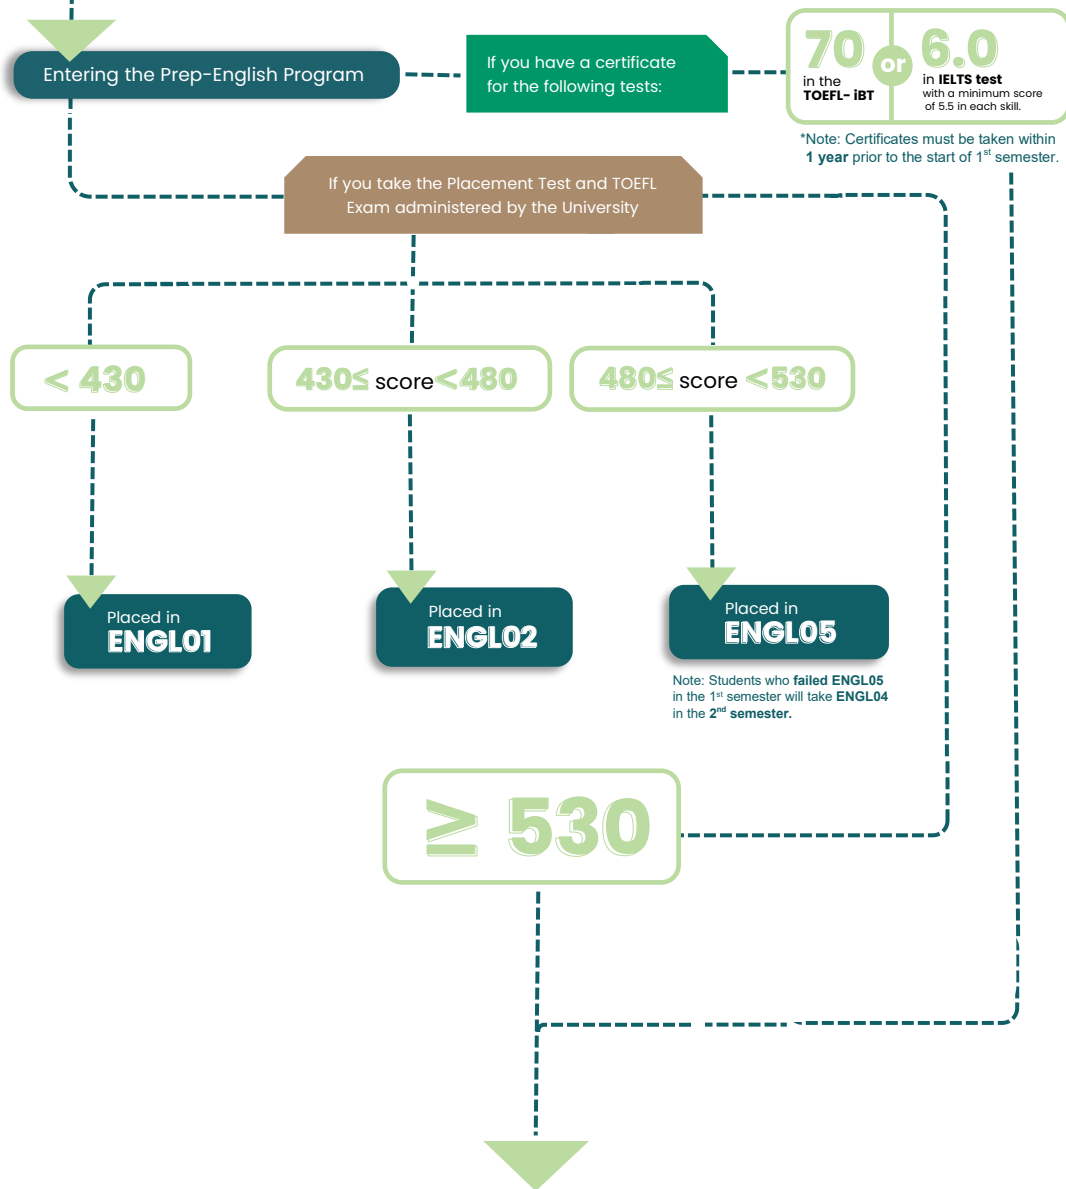 Entering the Prep-English Program
If you have a certificate
for the following tests:
70
in the
TOEFL- iBT
or
6.0
in IELTS test
with a minimum score
of 5.5 in each skill.
*Note: Certificates must be taken within
1 year prior to the start of 1st semester.
If you take the Placement Test and TOEFL
Exam administered by the University
< 430
430≤ score<480
480≤ score <530
Placed in
ENGL01
Placed in
ENGL02
Placed in
ENGL05
Note: Students who failed ENGL05
in the 1st semester will take ENGL04
in the 2nd semester.
≥ 530